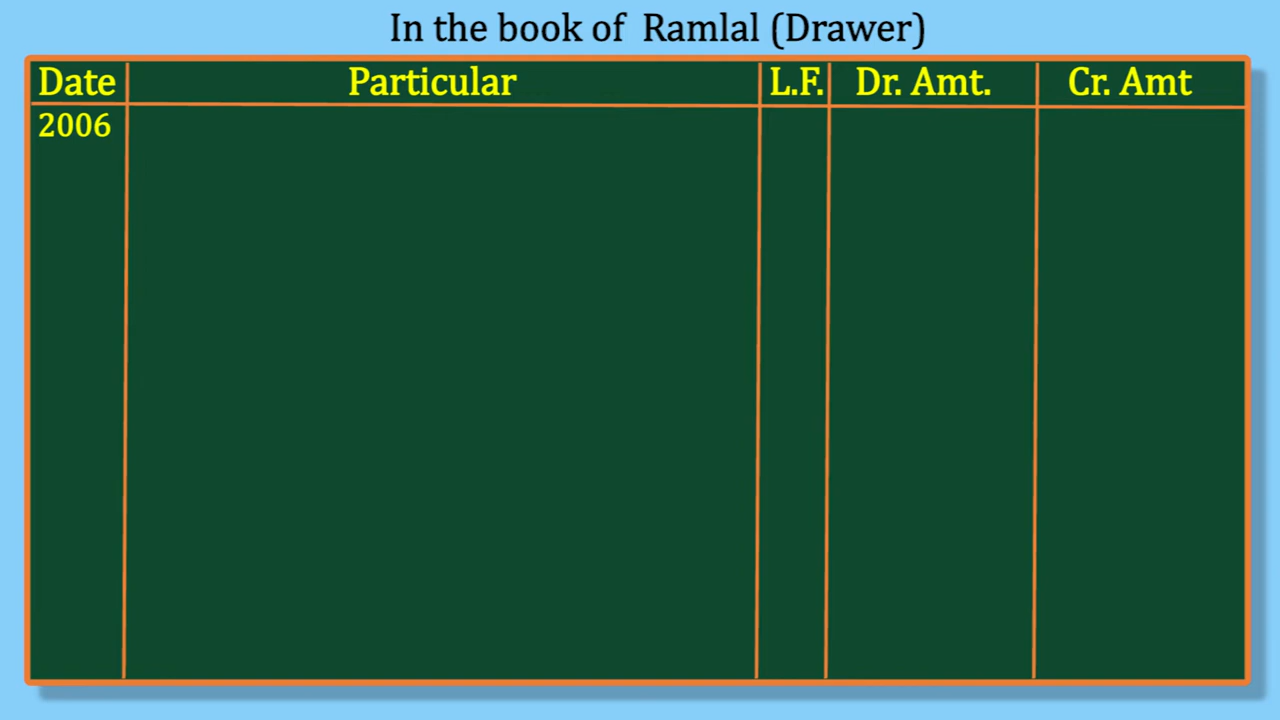 In the book of Ramlal (Drawer)
Date Particular L.F. Dr. Amt. Cr. Amt
2006